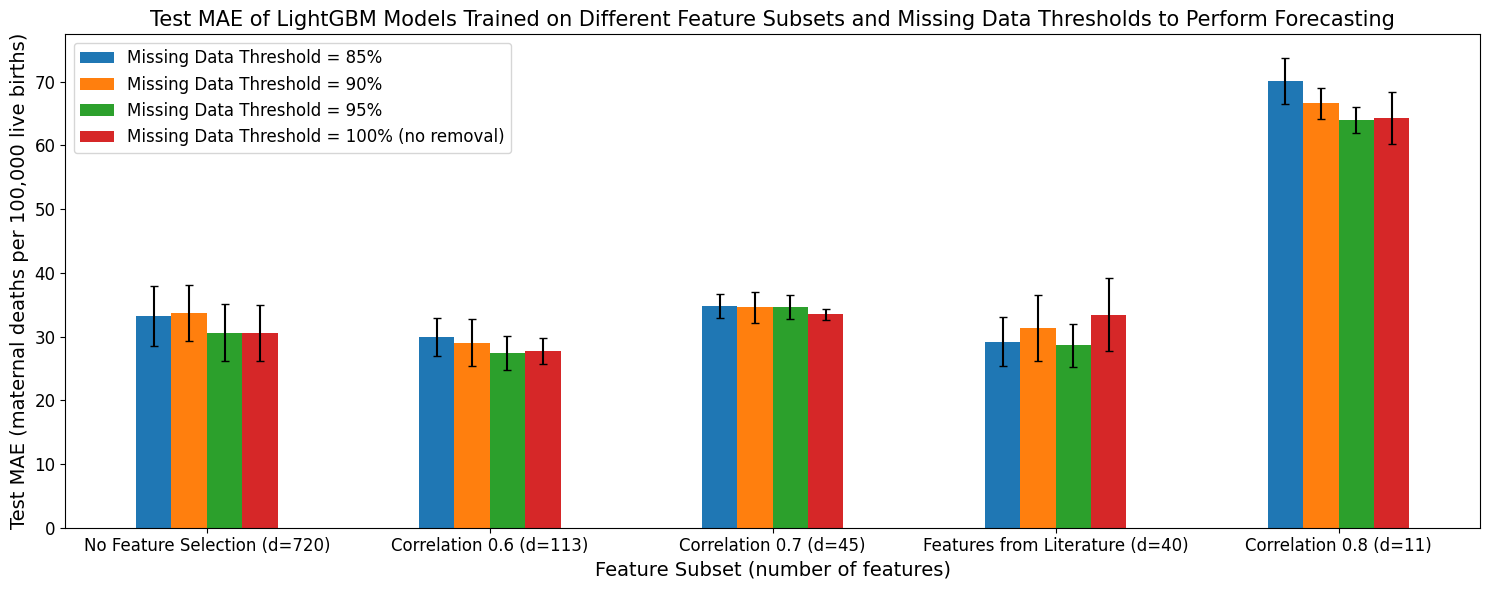 Test MAE of LightGBM Models Trained on Different Feature Subsets and Missing Data Thresholds to Perform Forecasting
Test MAE (maternal deaths per 100,000 live births)
70
60
50
40
30
20
10
0
Missing Data Threshold = 85%
Missing Data Threshold = 90%
Missing Data Threshold = 95%
Missing Data Threshold = 100% (no removal)
No Feature Selection (d=720)
Correlation 0.6 (d=113)
Correlation 0.7 (d=45)
Features from Literature (d=40)
Correlation 0.8 (d=11)
Feature Subset (number of features)